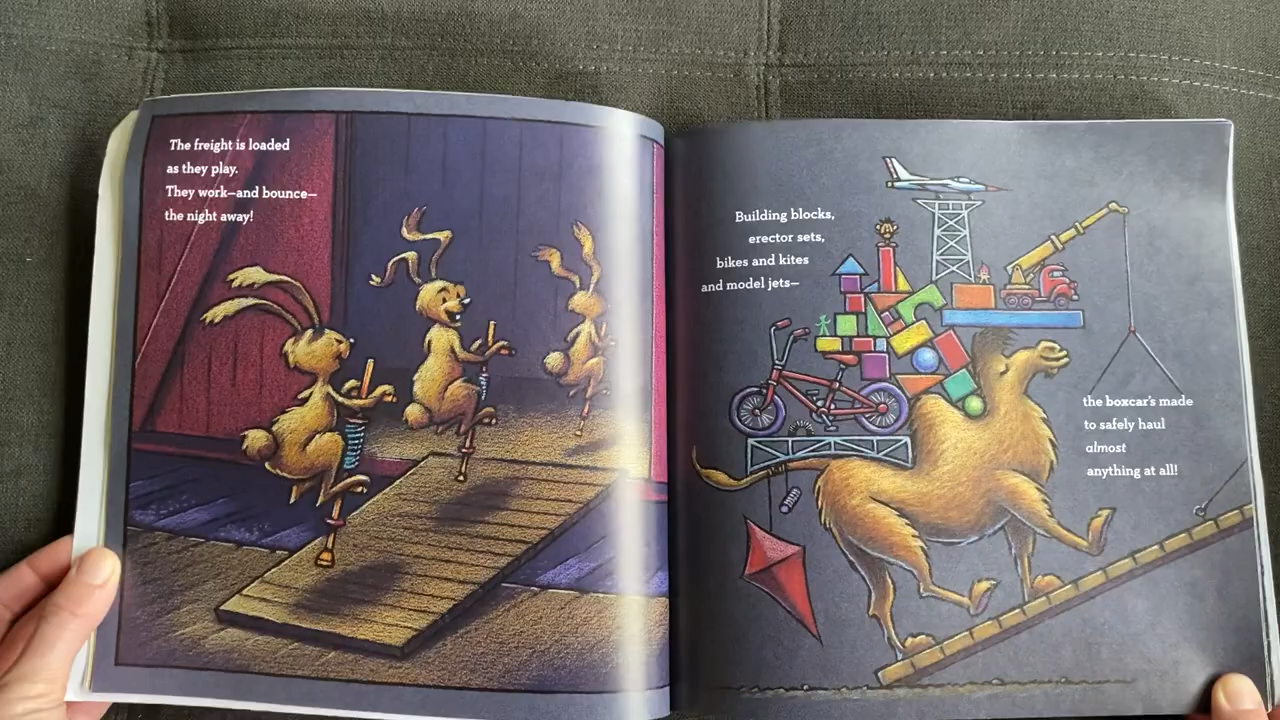 The freight is loaded
as they play.
They work—and bounce—
the night away!
Building blocks,
erector sets,
bikes and kites
and model jets—
the boxcar's made
to safely haul
almost
anything at all!